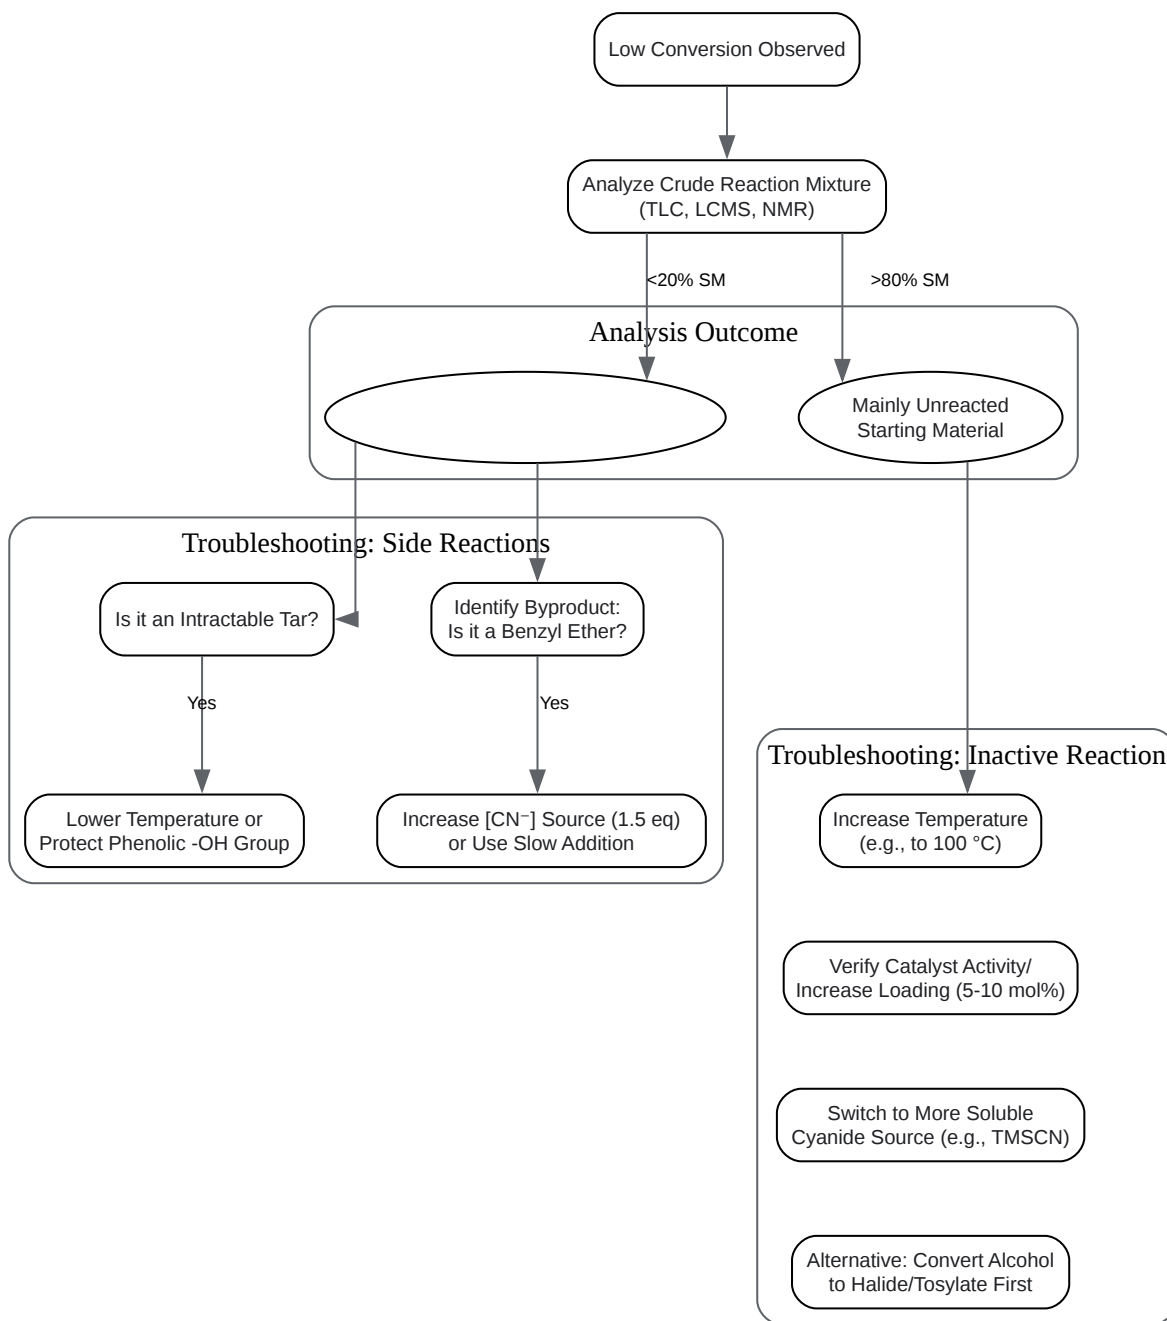 Low Conversion Observed
Analyze Crude Reaction Mixture
(TLC, LCMS, NMR)
<20% SM
>80% SM
Analysis Outcome
Mainly Unreacted
Starting Material
Troubleshooting: Side Reactions
Is it an Intractable Tar?
Identify Byproduct:
Is it a Benzyl Ether?
Yes
Yes
Lower Temperature or
Protect Phenolic -OH Group
Increase [CN⁻] Source (1.5 eq)
or Use Slow Addition
Troubleshooting: Inactive Reaction
Increase Temperature
(e.g., to 100 °C)
Verify Catalyst Activity/
Increase Loading (5-10 mol%)
Switch to More Soluble
Cyanide Source (e.g., TMSCN)
Alternative: Convert Alcohol
to Halide/Tosylate First